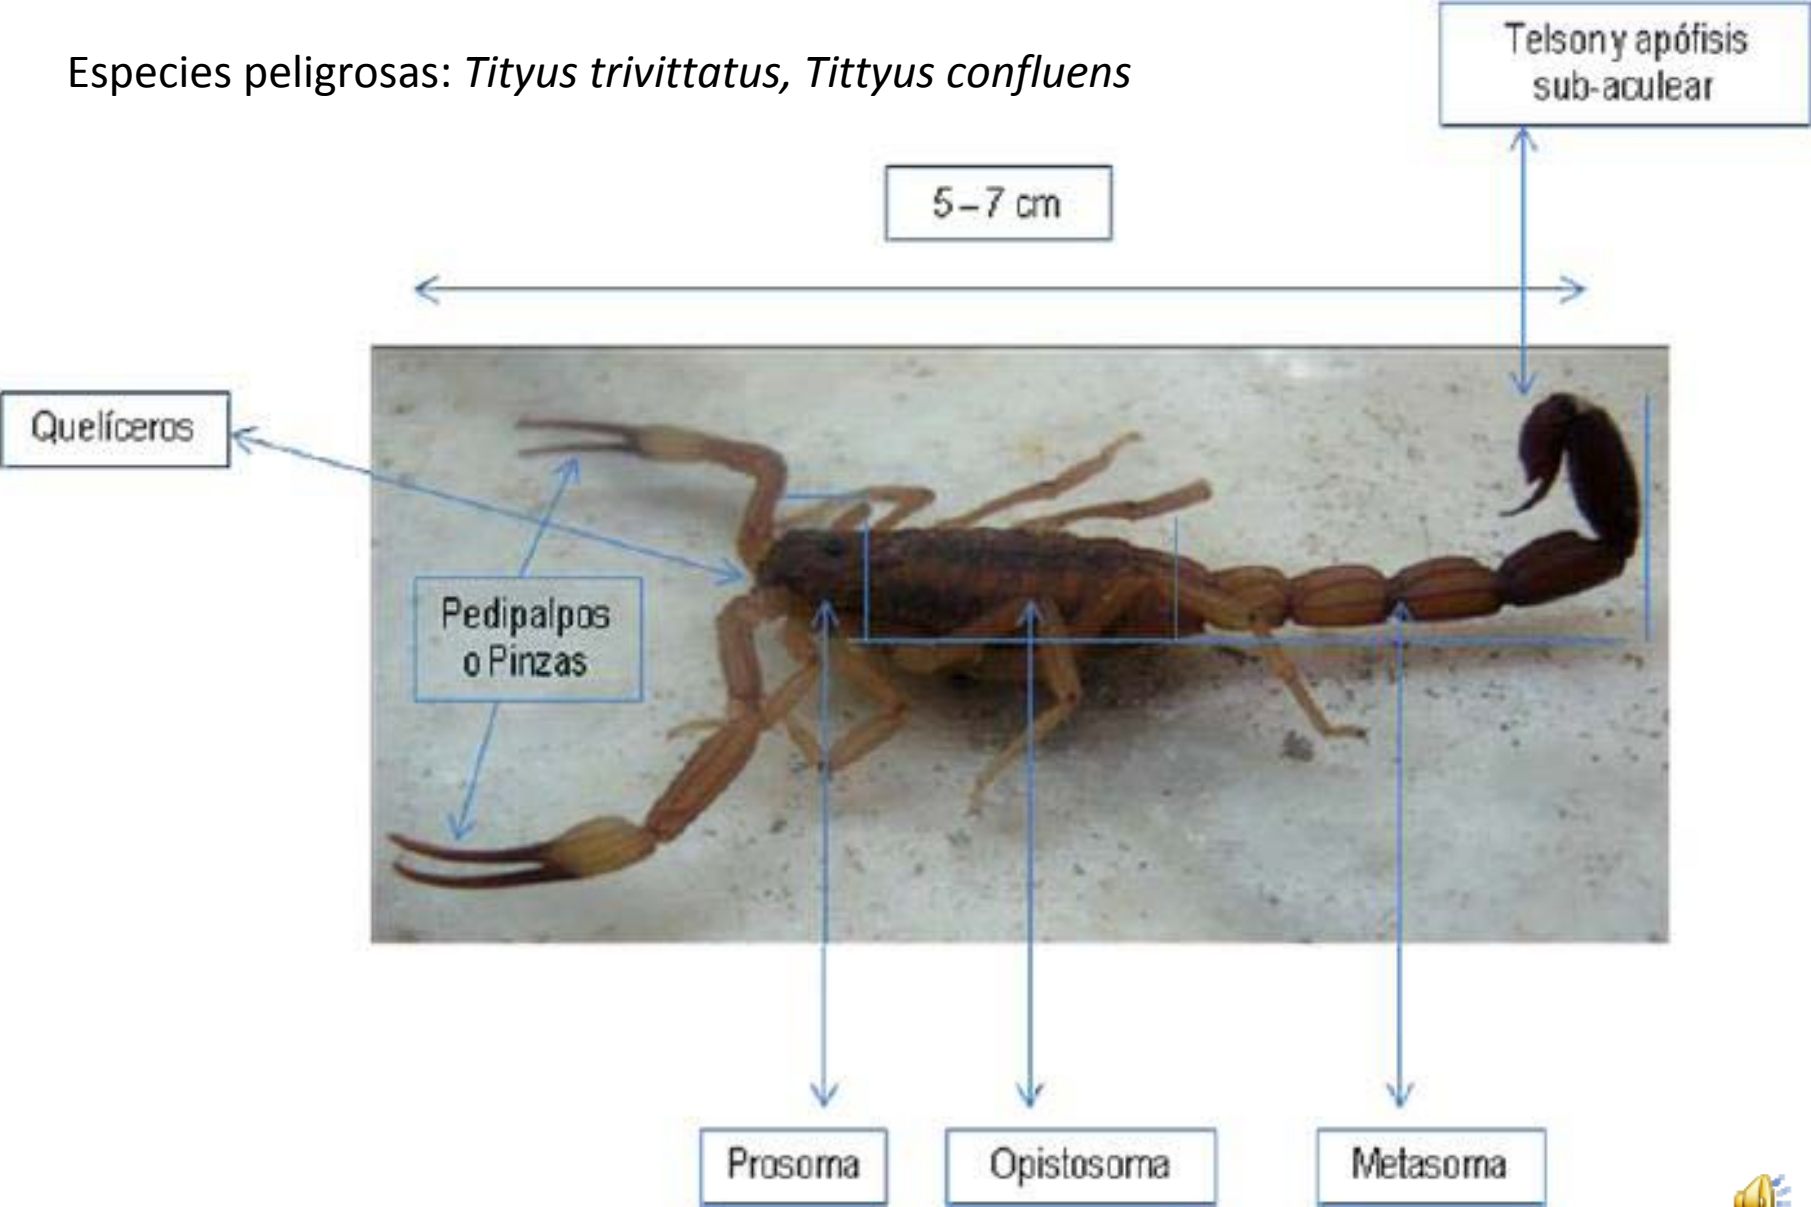 Especies peligrosas: Tityus trivittatus, Tittyus confluens
Telson y apófisis
sub-aculear
5–7 cm
Quelíceros
Pedipalpos
o Pinzas
Prosoma
Opistosoma
Metasoma